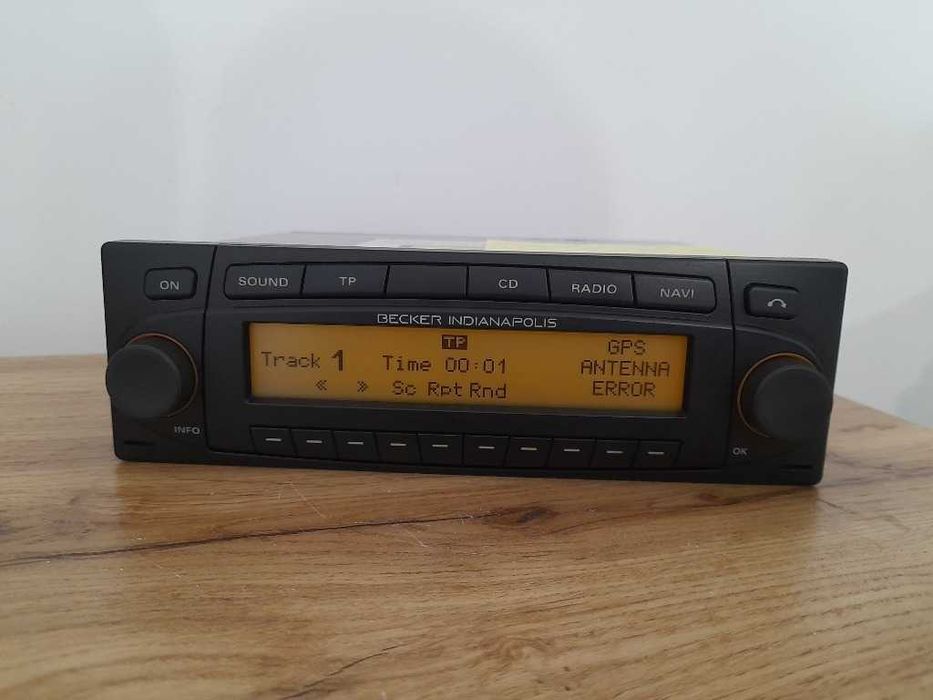 ON
SOUND
TP
CD
RADIO
NAVI
BECKER INDIANAPOLIS
TP
Track 1 Time 00:01
« » Sc Rpt Rnd
GPS
ANTENNA
ERROR
INFO
OK